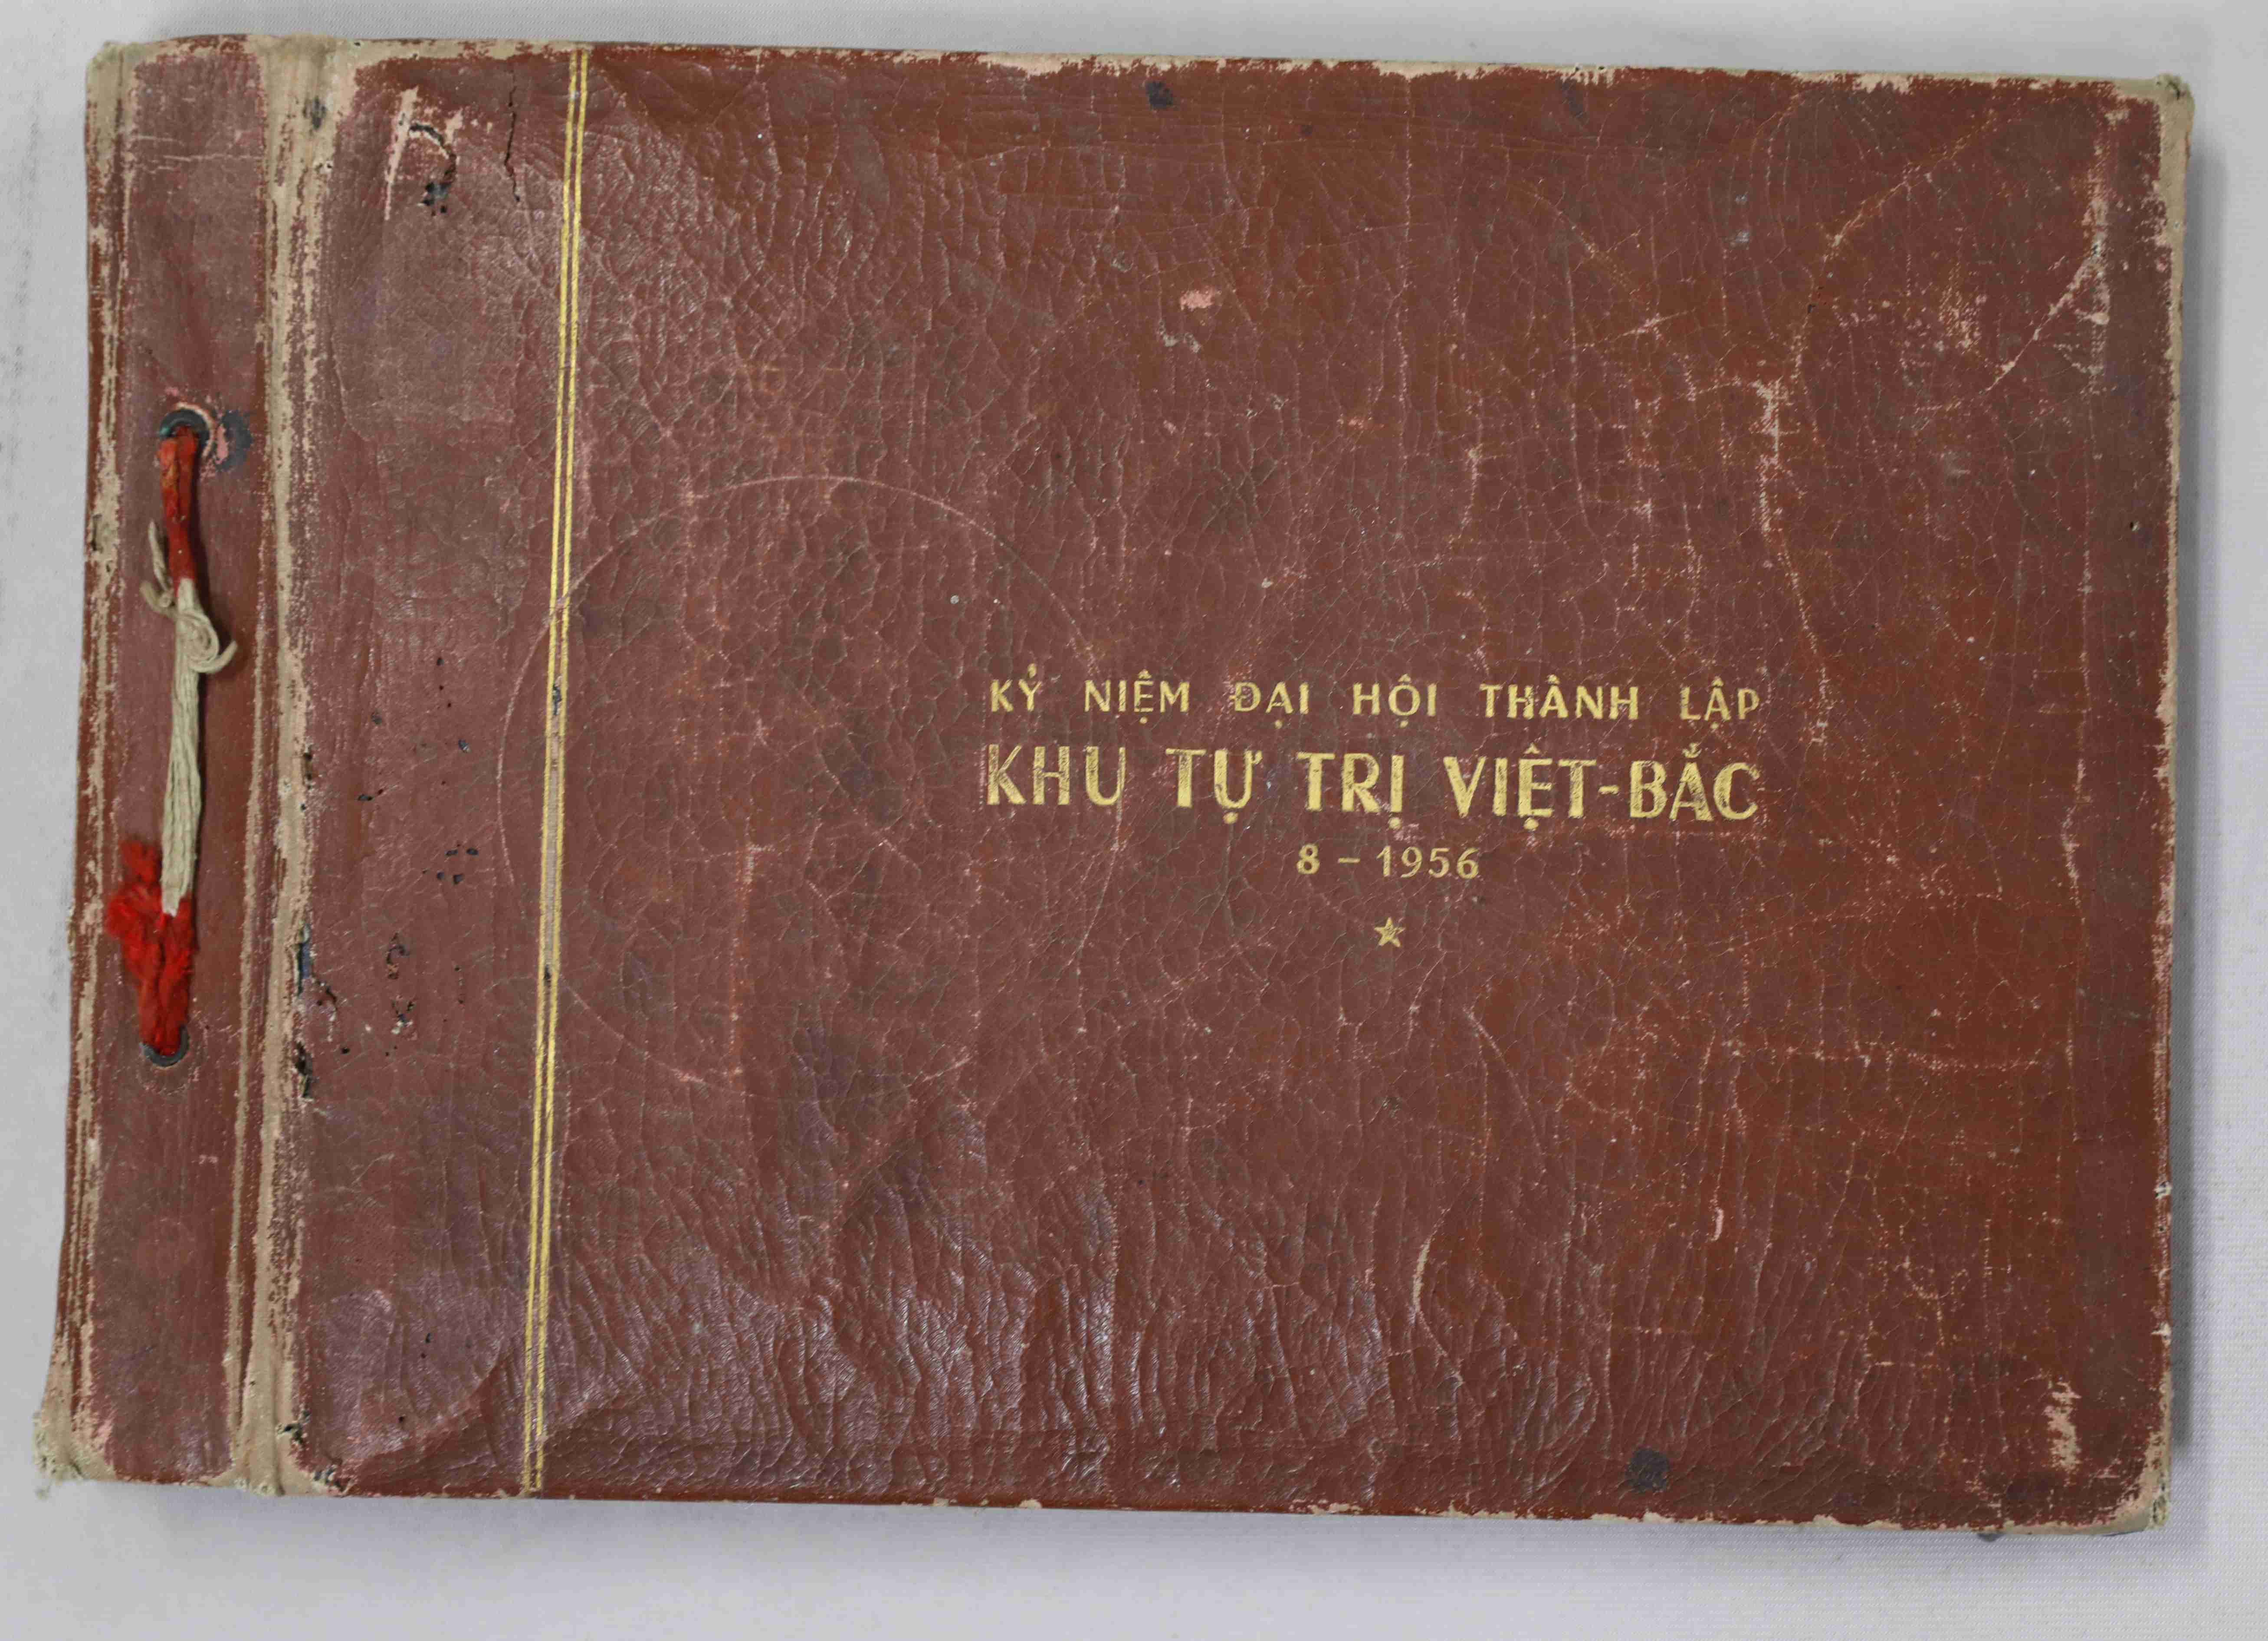 KỶ NIỆM ĐẠI HỘI THÀNH LẬP
KHU TỰ TRỊ VIỆT-BẮC
8 - 1956